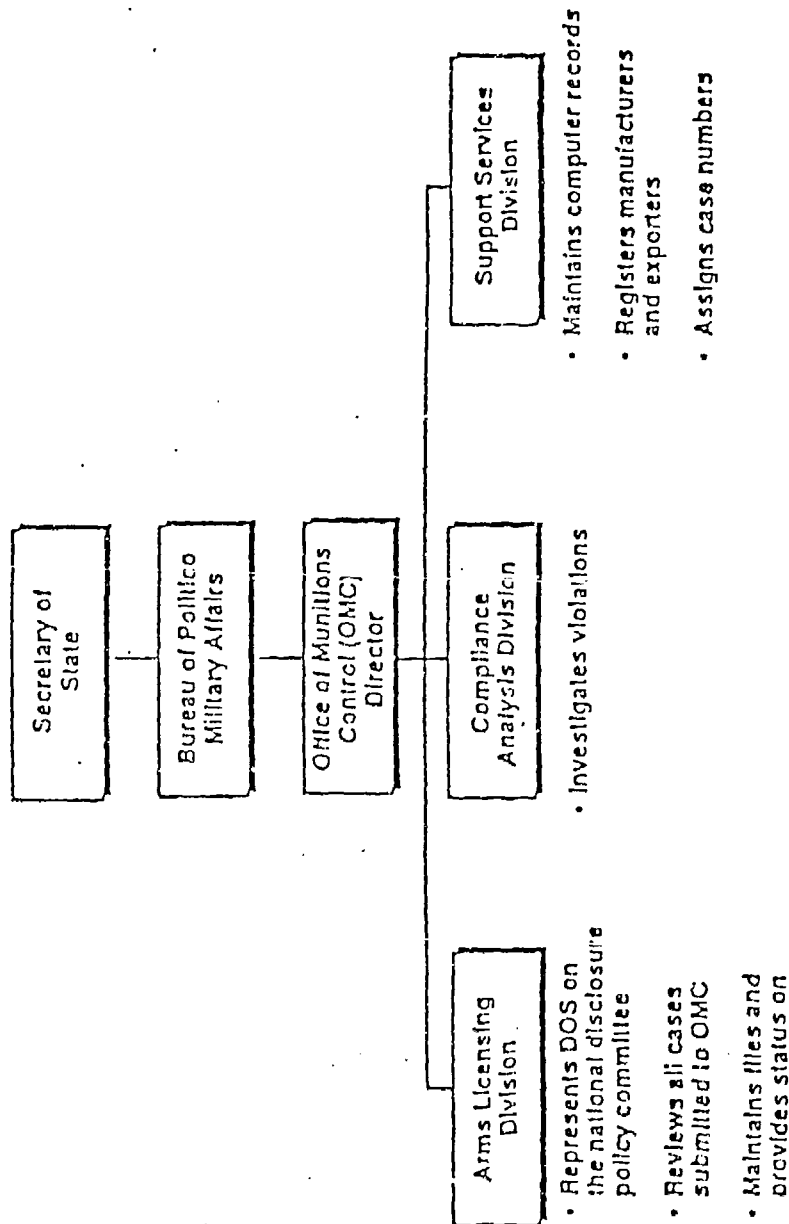 Secretary of
State
Bureau of Politico
Military Affairs
Office of Munitions
Control (OMC)
Director
Arms Licensing
Division
• Represents DOS on
the national disclosure
policy committee
• Reviews all cases
submitted to OMC
• Maintains files and
provides status on
Compliance
Analysis Division
• Investigates violations
Support Services
Division
• Maintains computer records
• Registers manufacturers
and exporters
• Assigns case numbers